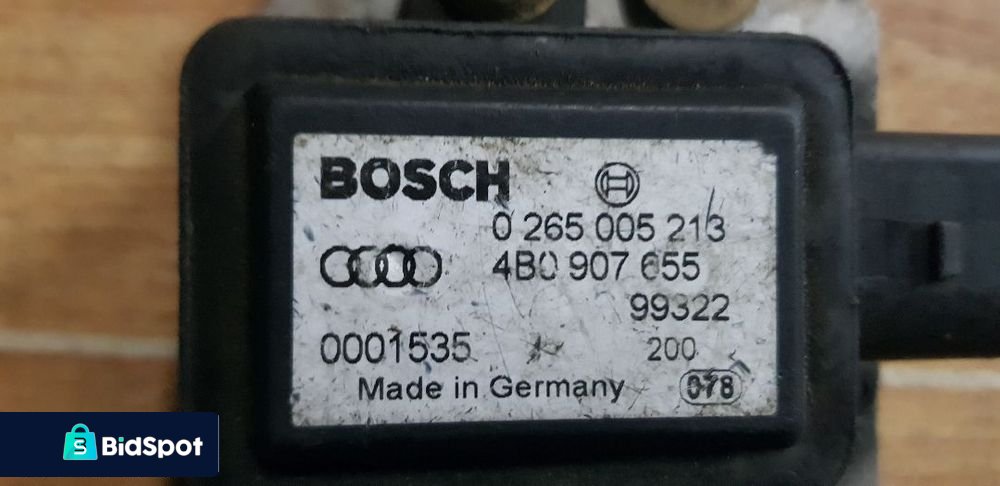 BOSCH
0 265 005 213
4B0 907 655
99322
0001535
200
Made in Germany
078
BidSpot